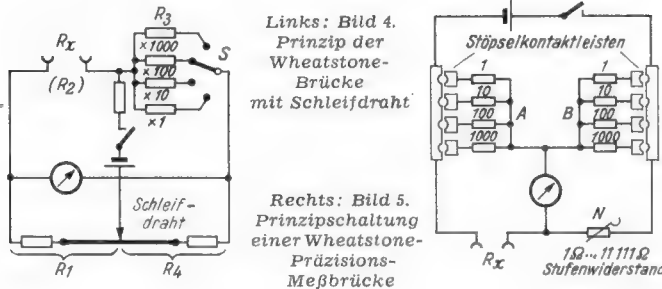 R3
×1000
×100
×10
×1
S
Rx
(R2)
Schleif-
draht
R1
R4
Links: Bild 4.
Prinzip der
Wheatstone-
Brücke
mit Schleifdraht
Rechts: Bild 5.
Prinzipschaltung
einer Wheatstone-
Präzisions-
Meßbrücke
Stöpselkontaktleisten
1
10
100
1000
A
1
10
100
1000
B
N
Rx
1Ω...11 111Ω
Stufenwiderstand